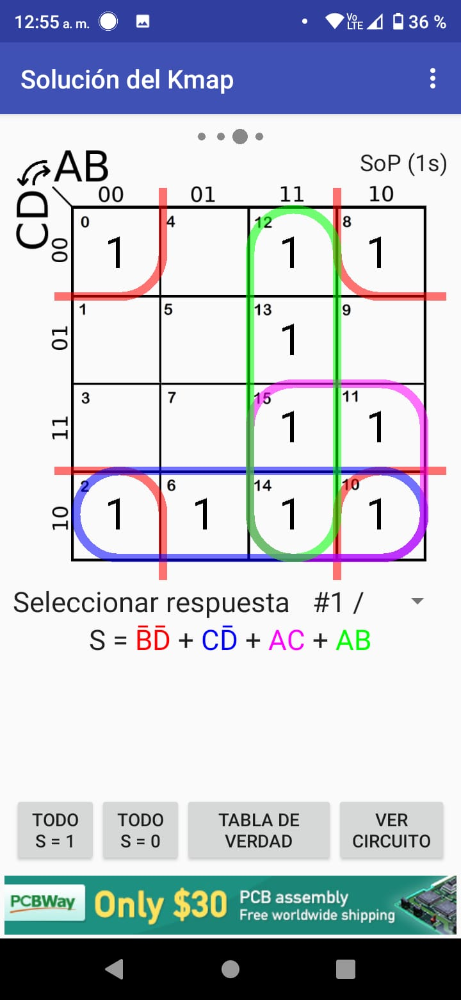 12:55 a. m. Vo LTE 36 %
Solución del Kmap
AB SoP (1s)
CD
00 01 11 10
00 0 1 4 12 1 8 1
01 1 5 13 1 9
11 3 7 15 1 11 1
10 2 1 6 1 14 1 10 1
Seleccionar respuesta #1 /
S = B̄D̄ + CD̄ + AC + AB
TODO S = 1
TODO S = 0
TABLA DE VERDAD
VER CIRCUITO
PCBWay Only $30 PCB assembly
Free worldwide shipping